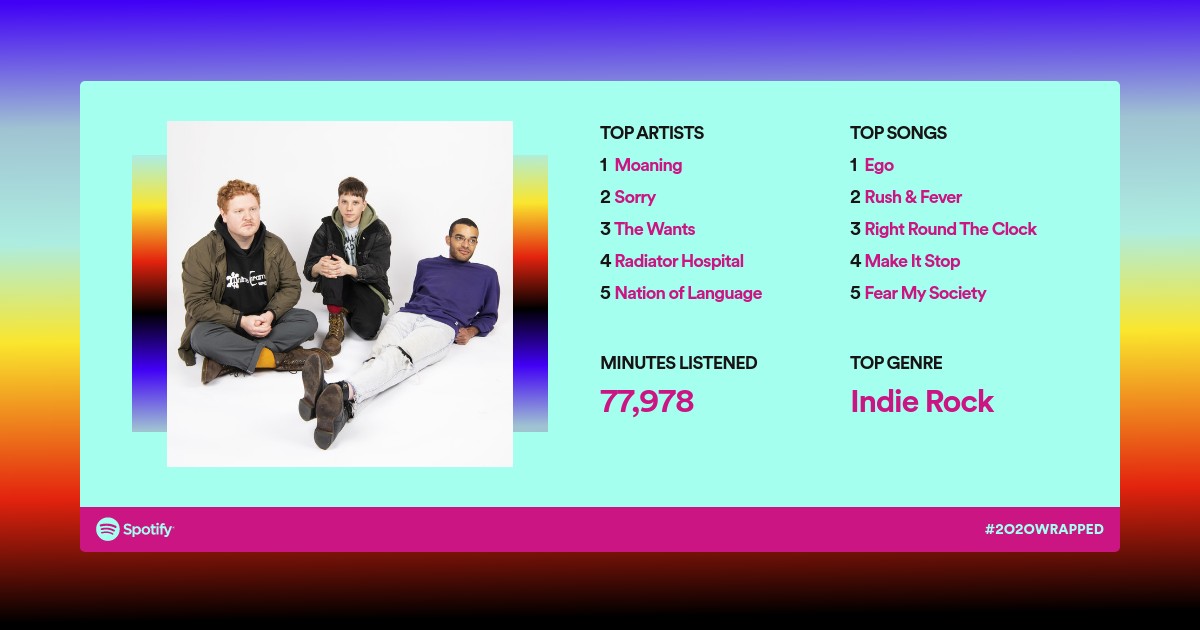 TOP ARTISTS
1 Moaning
2 Sorry
3 The Wants
4 Radiator Hospital
5 Nation of Language
TOP SONGS
1 Ego
2 Rush & Fever
3 Right Round The Clock
4 Make It Stop
5 Fear My Society
MINUTES LISTENED
77,978
TOP GENRE
Indie Rock
Spotify
#2020WRAPPED